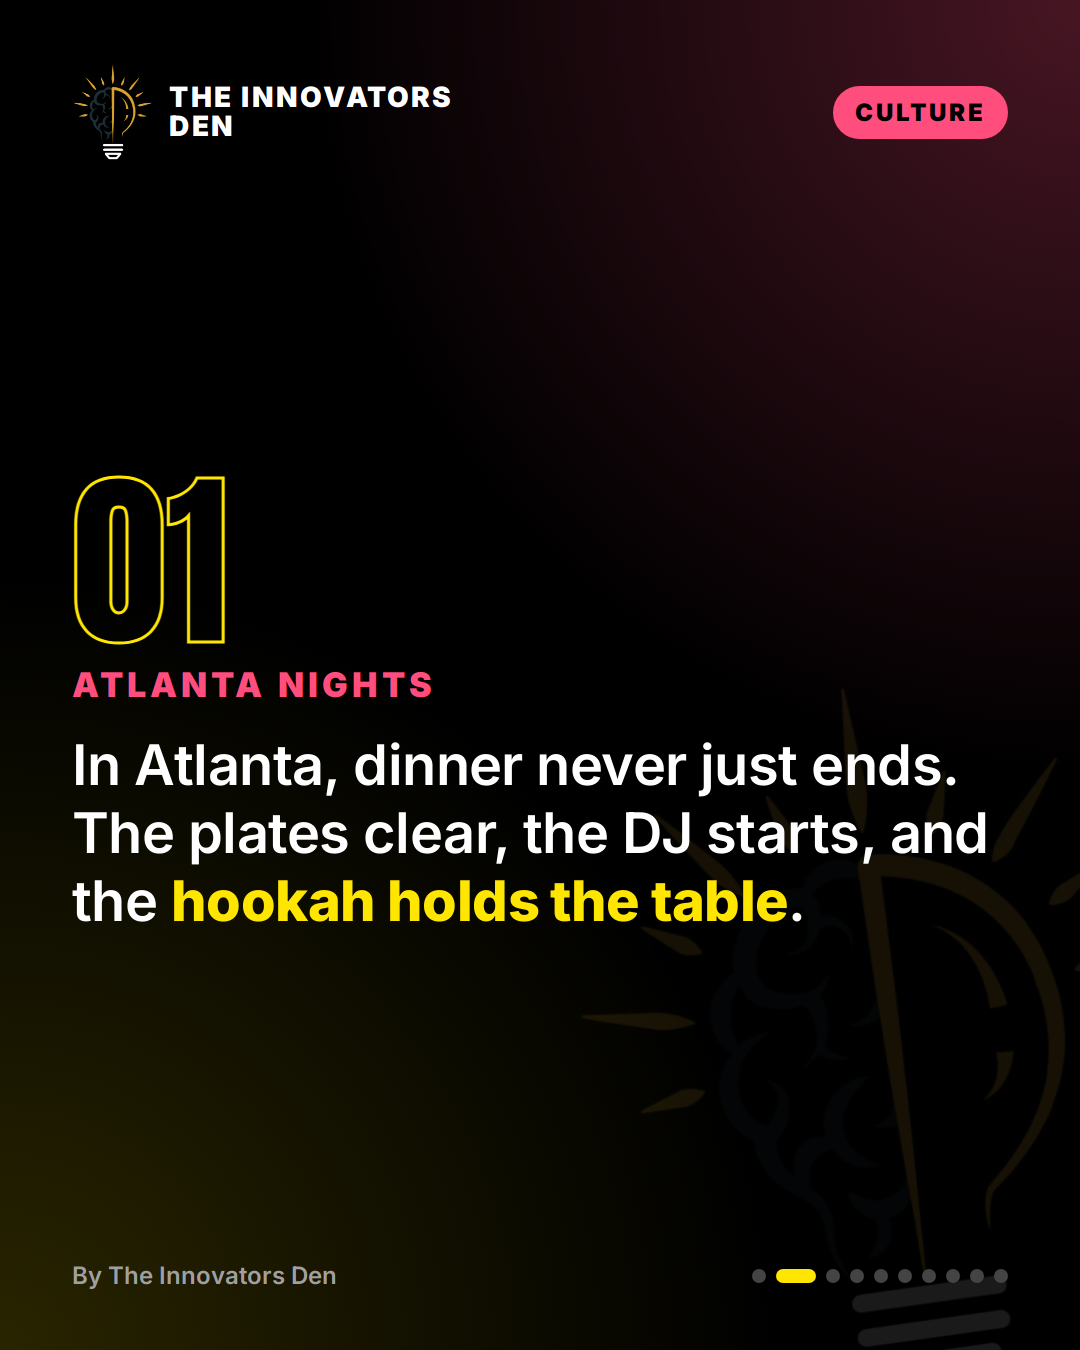 THE INNOVATORS
DEN
CULTURE
01
ATLANTA NIGHTS
In Atlanta, dinner never just ends.
The plates clear, the DJ starts, and
the hookah holds the table.
By The Innovators Den